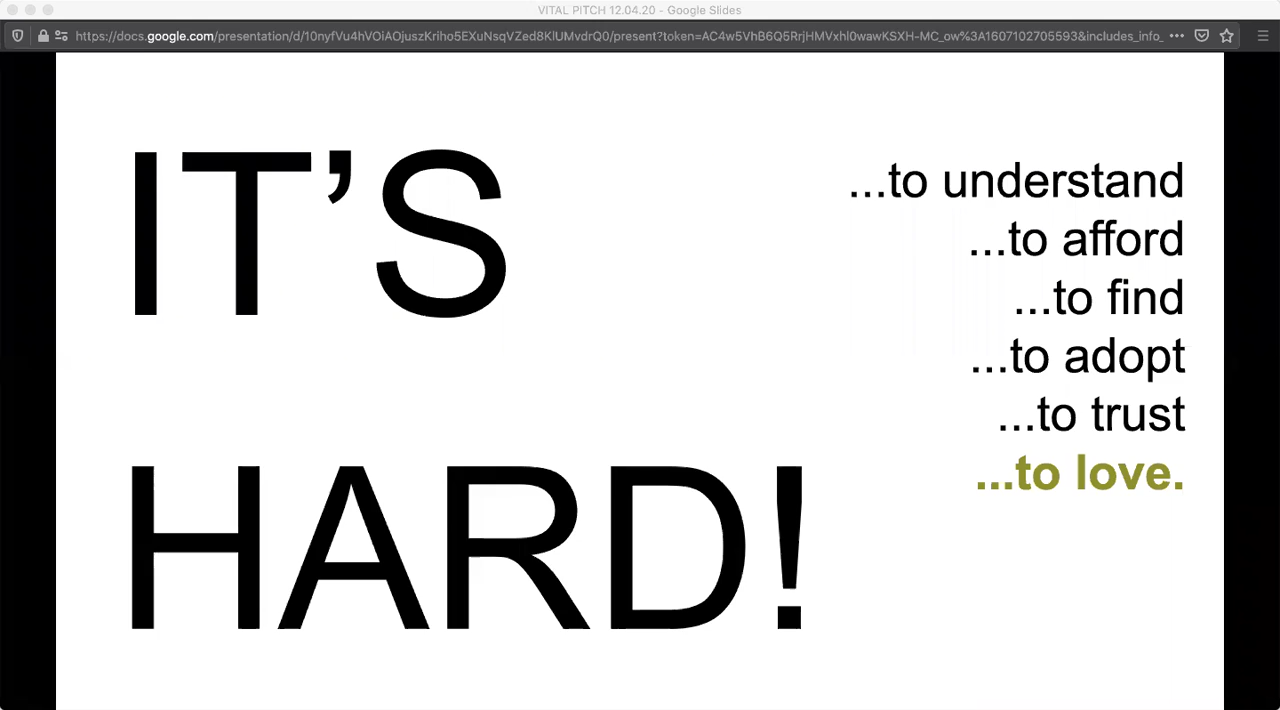 VITAL PITCH 12.04.20 - Google Slides
https://docs.google.com/presentation/d/10nyfVu4hVOiAOjuszKriho5EXuNsqVZed8KlUMvdrQ0/present?token=AC4w5VhB6Q5RrjHMVxhl0wawKSXH-MC_ow%3A1607102705593&includes_info_
IT’S
HARD!
...to understand
...to afford
...to find
...to adopt
...to trust
...to love.